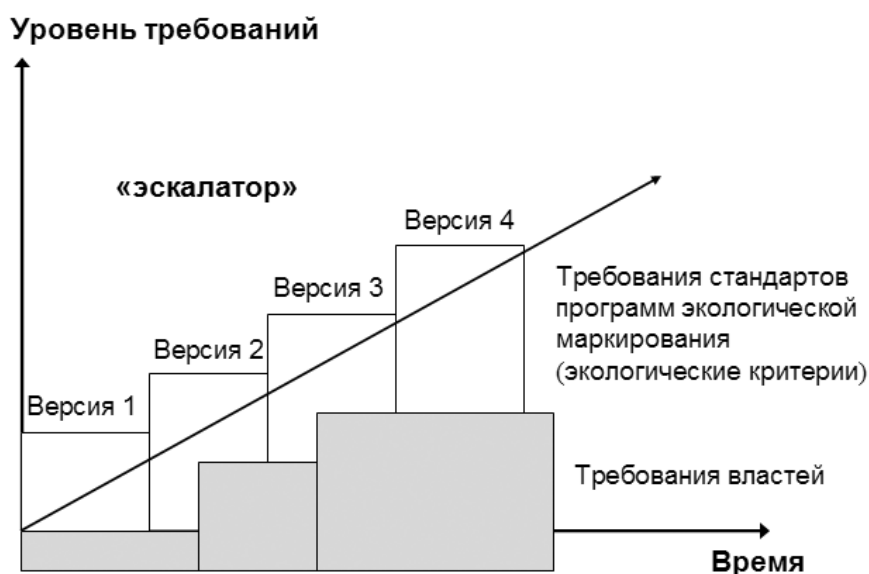 Уровень требований
«эскалатор»
Версия 4
Версия 3
Версия 2
Версия 1
Требования стандартов
программ экологической
маркирования
(экологические критерии)
Требования властей
Время